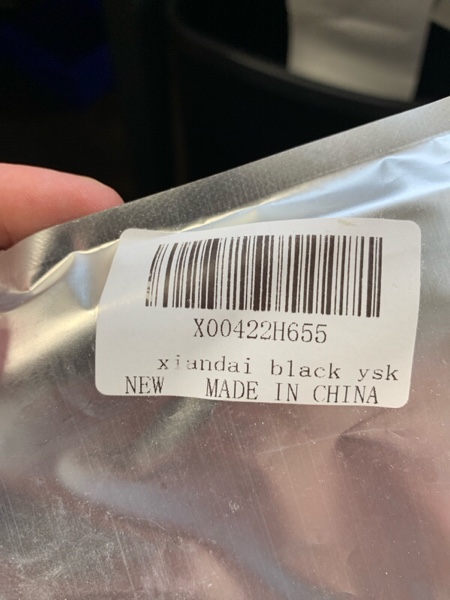 X00422H655
xiandai black ysk
NEW MADE IN CHINA